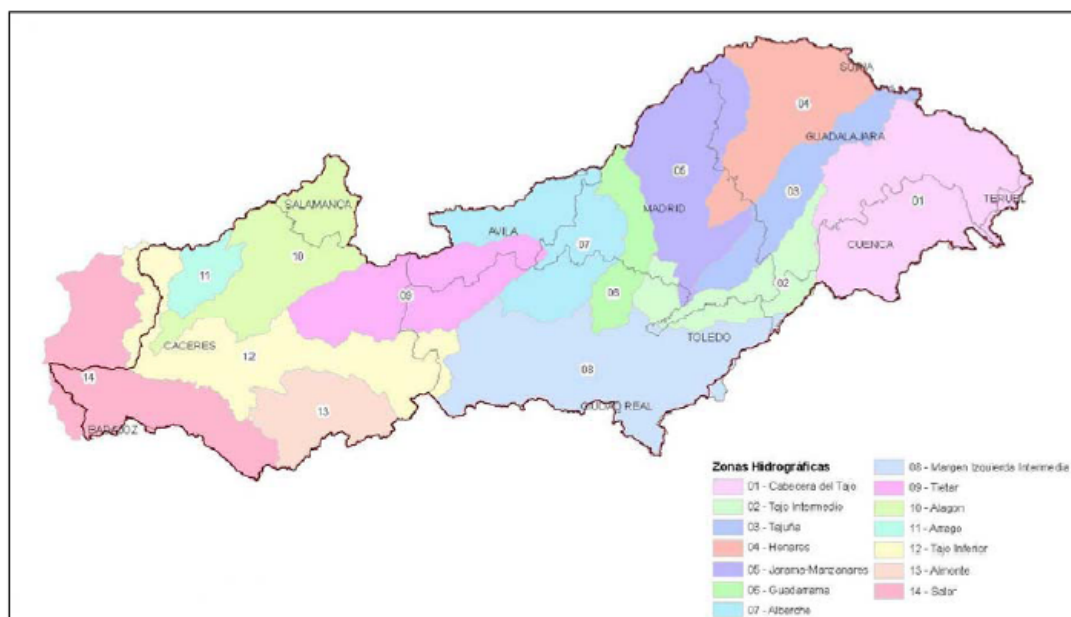 SORIA
04
GUADALAJARA
05
03
TERUEL
01
SALAMANCA
MADRID
AVILA
CUENCA
07
10
11
02
09
06
TOLEDO
CACERES
12
08
14
13
CIUDAD REAL
BADAJOZ
Zonas Hidrográficas
01 - Cabecera del Tajo
02 - Tajo Intermedio
03 - Tajuña
04 - Henares
05 - Jarama-Manzanares
06 - Guadarrama
07 - Alberche
08 - Margen Izquierda Intermedia
09 - Tietar
10 - Alagon
11 - Arrago
12 - Tajo Inferior
13 - Almonte
14 - Salor